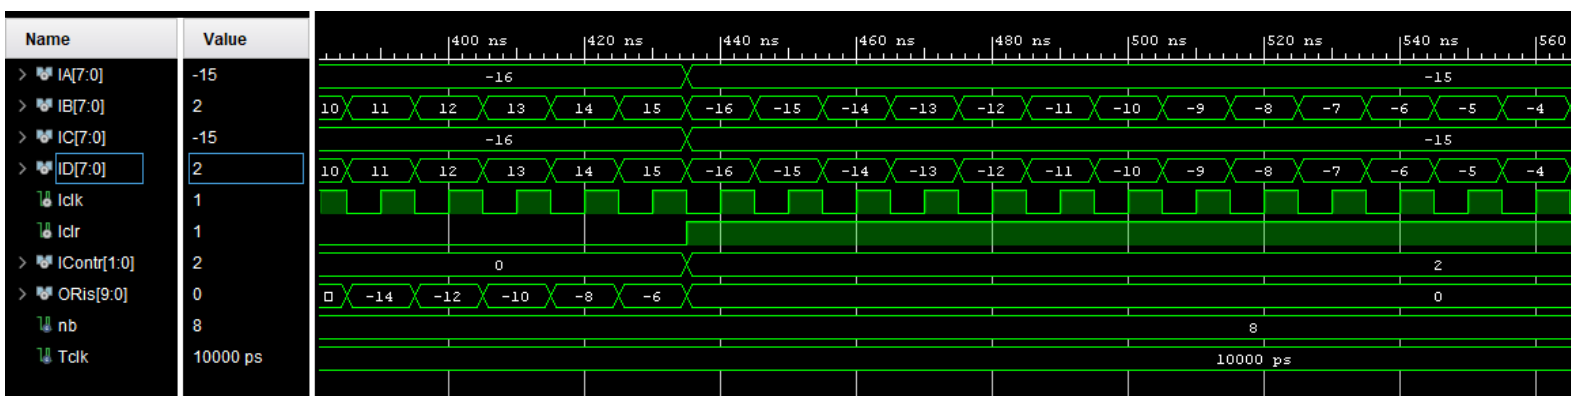 Name Value 400 ns 420 ns 440 ns 460 ns 480 ns 500 ns 520 ns 540 ns 560
IA[7:0] -15 -16 -15
IB[7:0] 2 10 11 12 13 14 15 -16 -15 -14 -13 -12 -11 -10 -9 -8 -7 -6 -5 -4
IC[7:0] -15 -16 -15
ID[7:0] 2 10 11 12 13 14 15 -16 -15 -14 -13 -12 -11 -10 -9 -8 -7 -6 -5 -4
Iclk 1
Iclr 1
IContr[1:0] 2 0 2
ORis[9:0] 0 -14 -12 -10 -8 -6 0
nb 8 8
Tclk 10000 ps 10000 ps